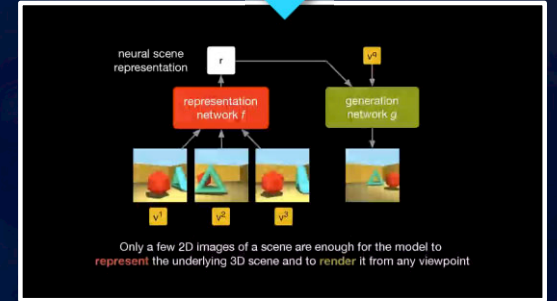 neural scene
representation
r
v^q
representation
network f
generation
network g
v^1
v^2
v^3
Only a few 2D images of a scene are enough for the model to
represent the underlying 3D scene and to render it from any viewpoint